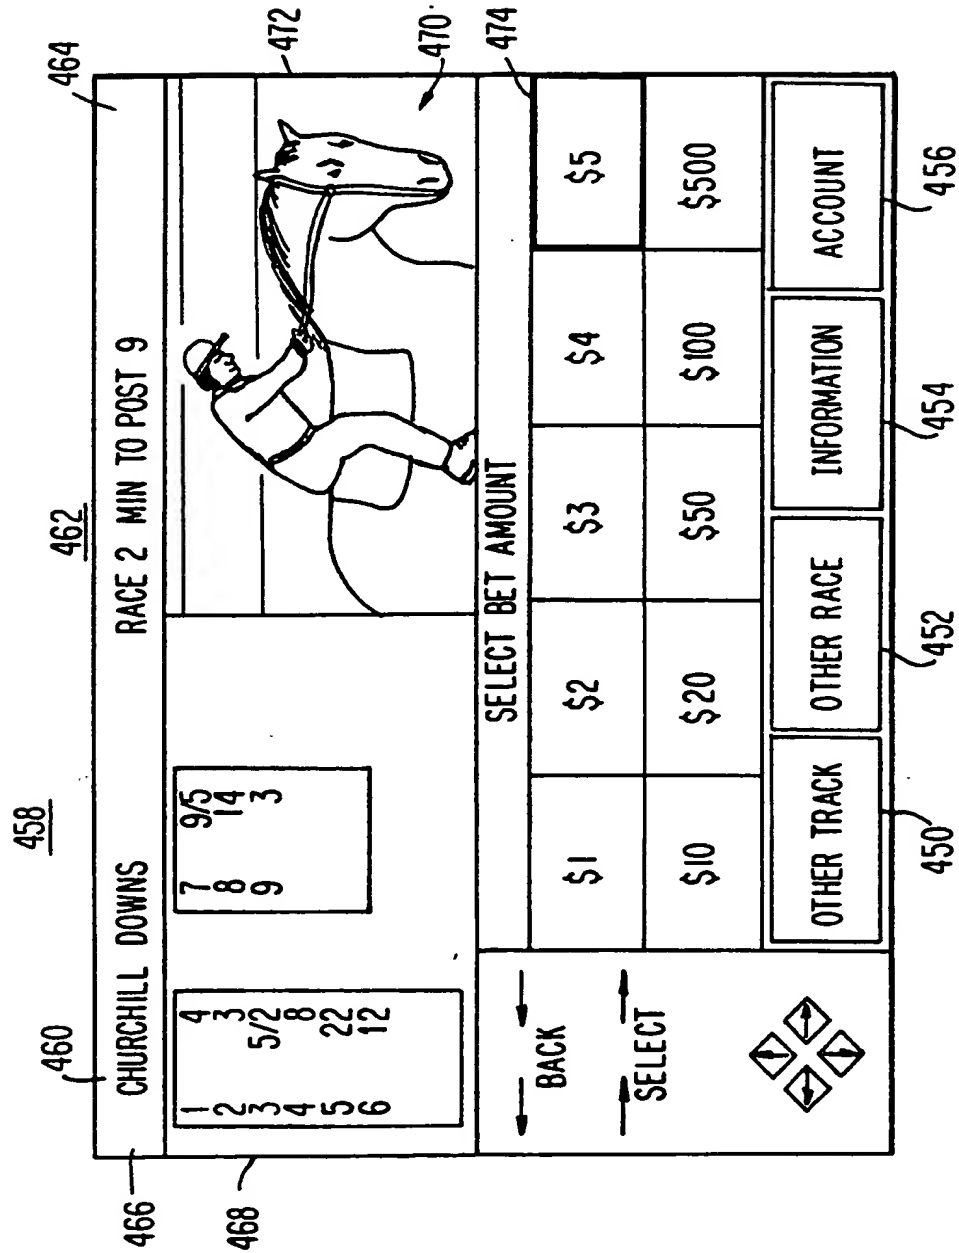 458
460
462
464
466
CHURCHILL DOWNS
RACE 2 MIN TO POST 9
468
1 4
2 3
3 5/2
4 8
5 22
6 12
7 9/5
8 14
9 3
472
470
474
BACK
SELECT
SELECT BET AMOUNT
$1 $2 $3 $4 $5
$10 $20 $50 $100 $500
OTHER TRACK
OTHER RACE
INFORMATION
ACCOUNT
450
452
454
456